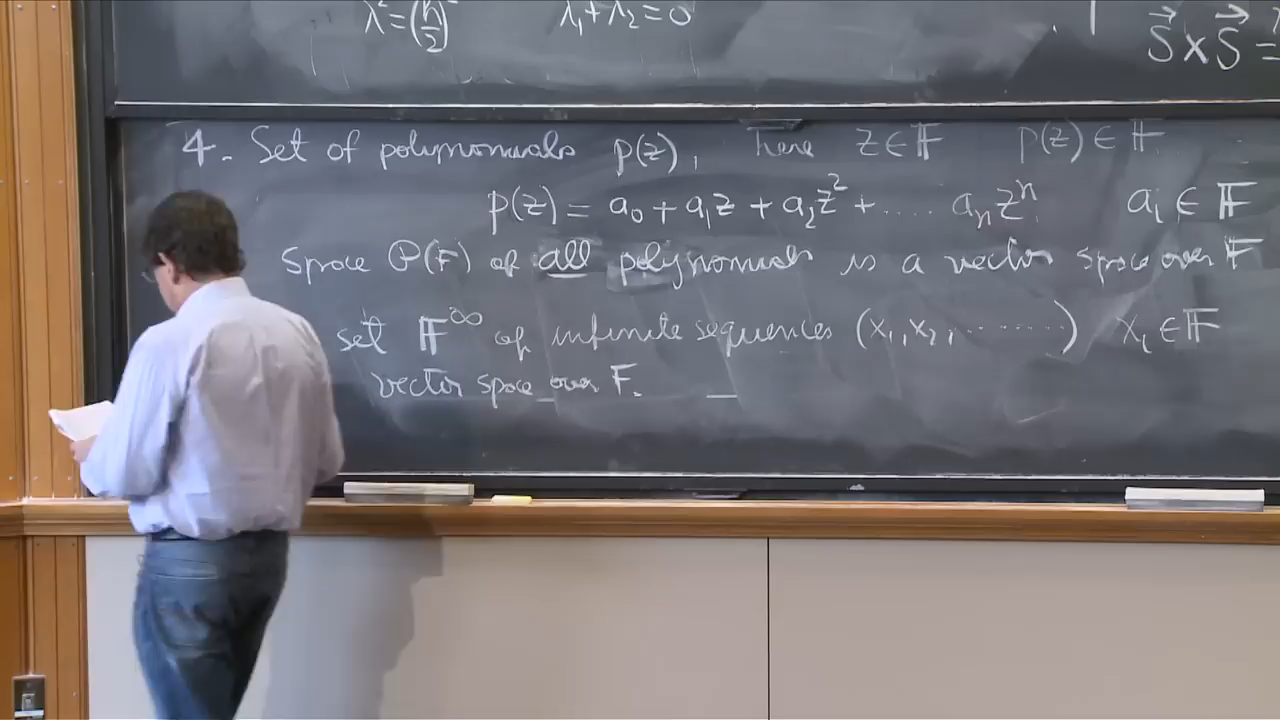 λ² = (ħ/2)² λ₁ + λ₂ = 0
S⃗ × S⃗ =
4. Set of polynomials p(z), here z ∈ 𝔽 p(z) ∈ 𝔽
p(z) = a₀ + a₁z + a₂z² + ..... aₙzⁿ. aᵢ ∈ 𝔽
Space P(F) of all polynomials is a vector space over 𝔽
set 𝔽^∞ of infinite sequences (x₁, x₂, ........) xᵢ ∈ 𝔽
vector space over F.